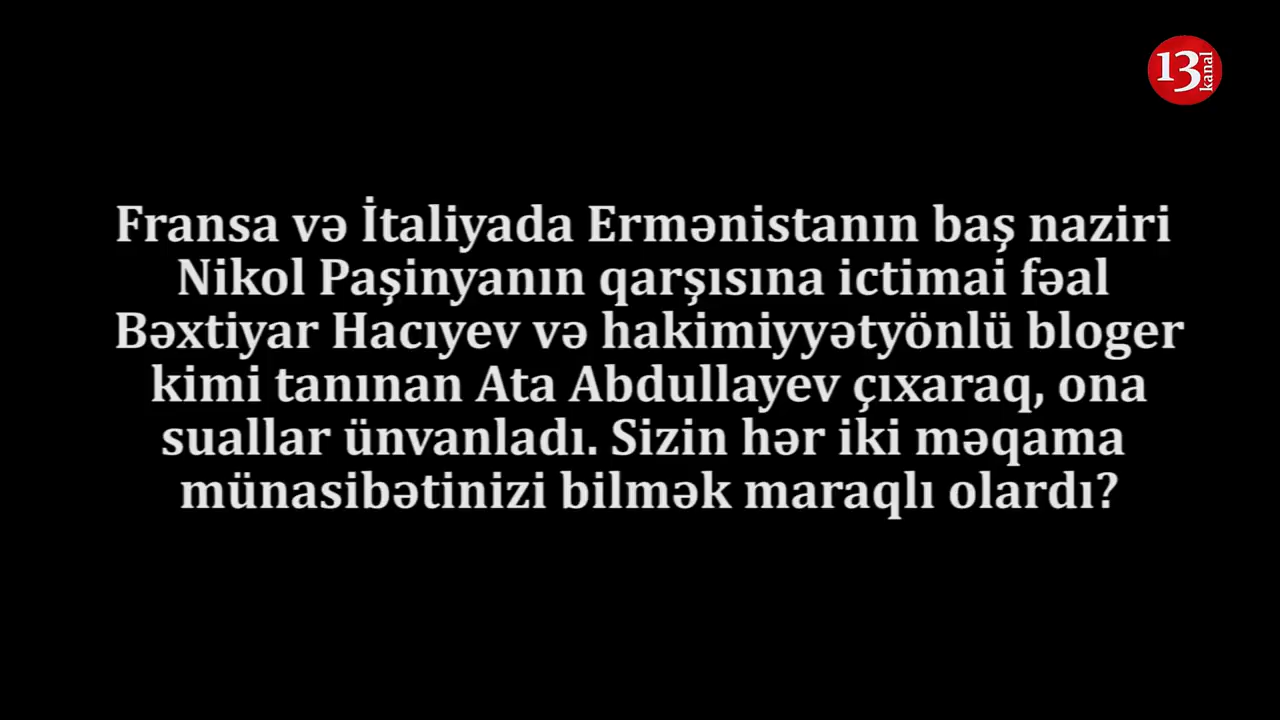 13 kanal
Fransa və İtaliyada Ermənistanın baş naziri
Nikol Paşinyanın qarşısına ictimai fəal
Bəxtiyar Hacıyev və hakimiyyətyönlü bloger
kimi tanınan Ata Abdullayev çıxaraq, ona
suallar ünvanladı. Sizin hər iki məqama
münasibətinizi bilmək maraqlı olardı?